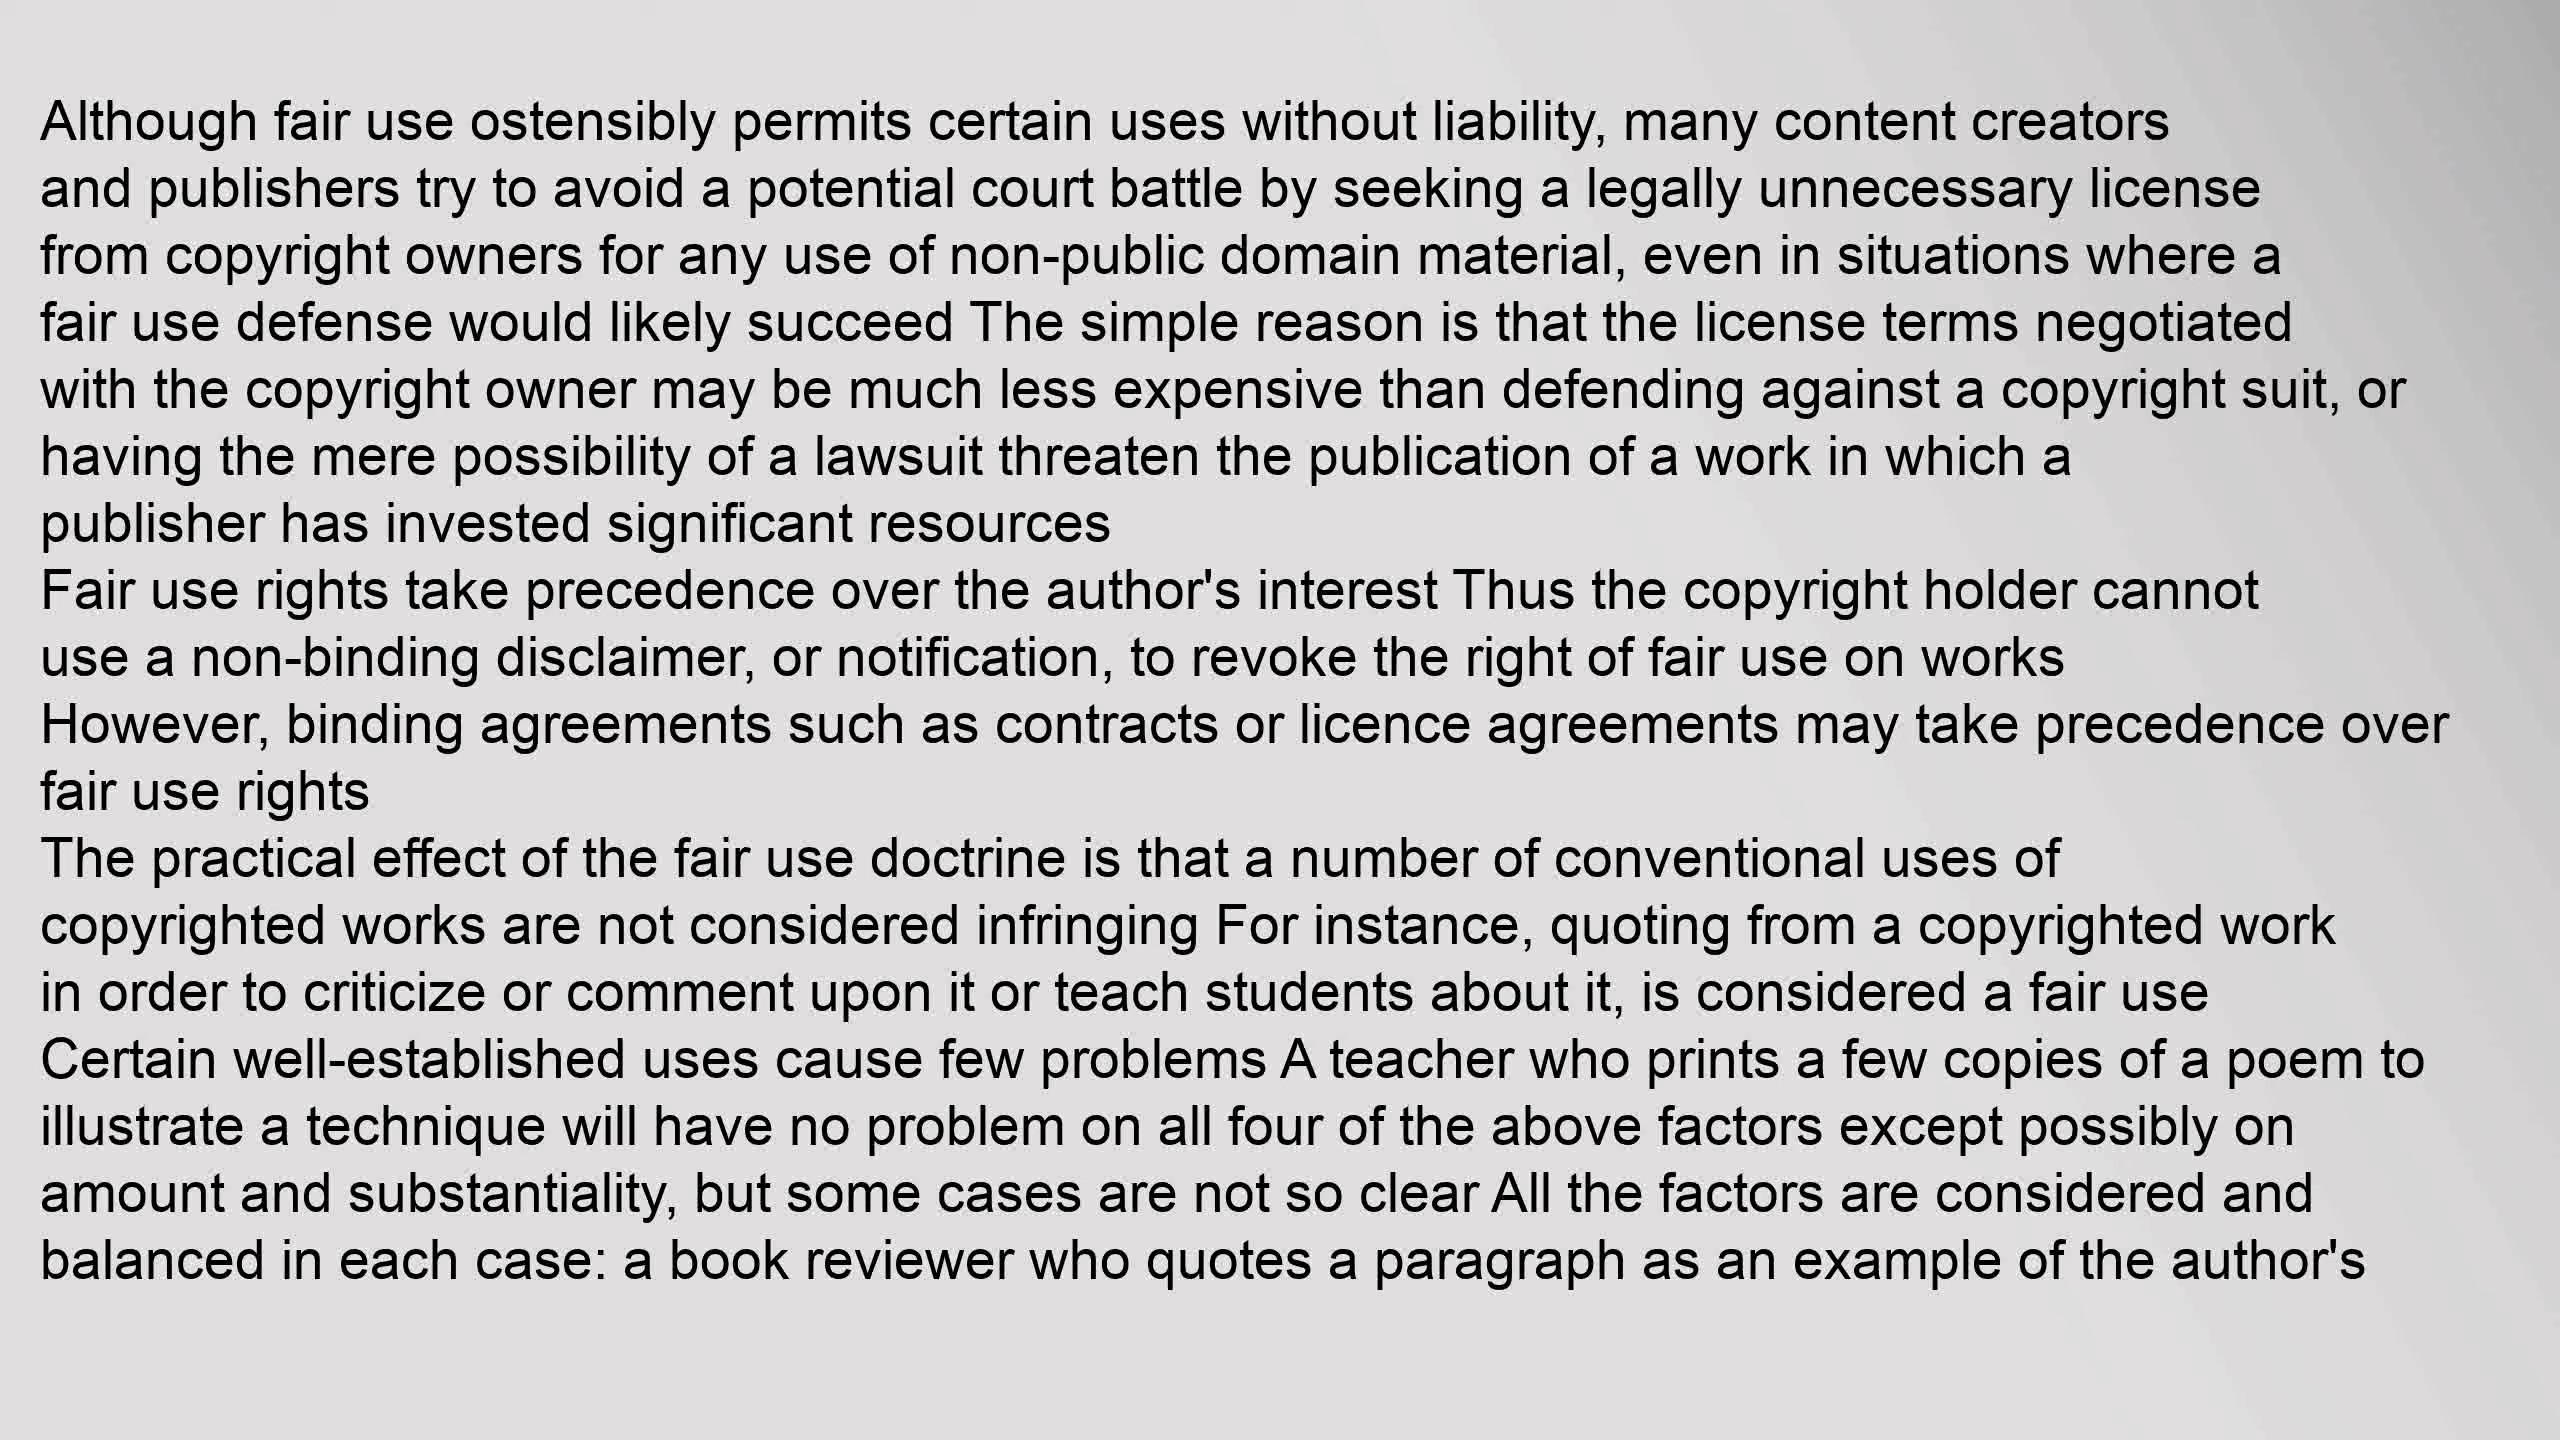 Although fair use ostensibly permits certain uses without liability, many content creators
and publishers try to avoid a potential court battle by seeking a legally unnecessary license
from copyright owners for any use of non-public domain material, even in situations where a
fair use defense would likely succeed The simple reason is that the license terms negotiated
with the copyright owner may be much less expensive than defending against a copyright suit, or
having the mere possibility of a lawsuit threaten the publication of a work in which a
publisher has invested significant resources
Fair use rights take precedence over the author's interest Thus the copyright holder cannot
use a non-binding disclaimer, or notification, to revoke the right of fair use on works
However, binding agreements such as contracts or licence agreements may take precedence over
fair use rights
The practical effect of the fair use doctrine is that a number of conventional uses of
copyrighted works are not considered infringing For instance, quoting from a copyrighted work
in order to criticize or comment upon it or teach students about it, is considered a fair use
Certain well-established uses cause few problems A teacher who prints a few copies of a poem to
illustrate a technique will have no problem on all four of the above factors except possibly on
amount and substantiality, but some cases are not so clear All the factors are considered and
balanced in each case: a book reviewer who quotes a paragraph as an example of the author's